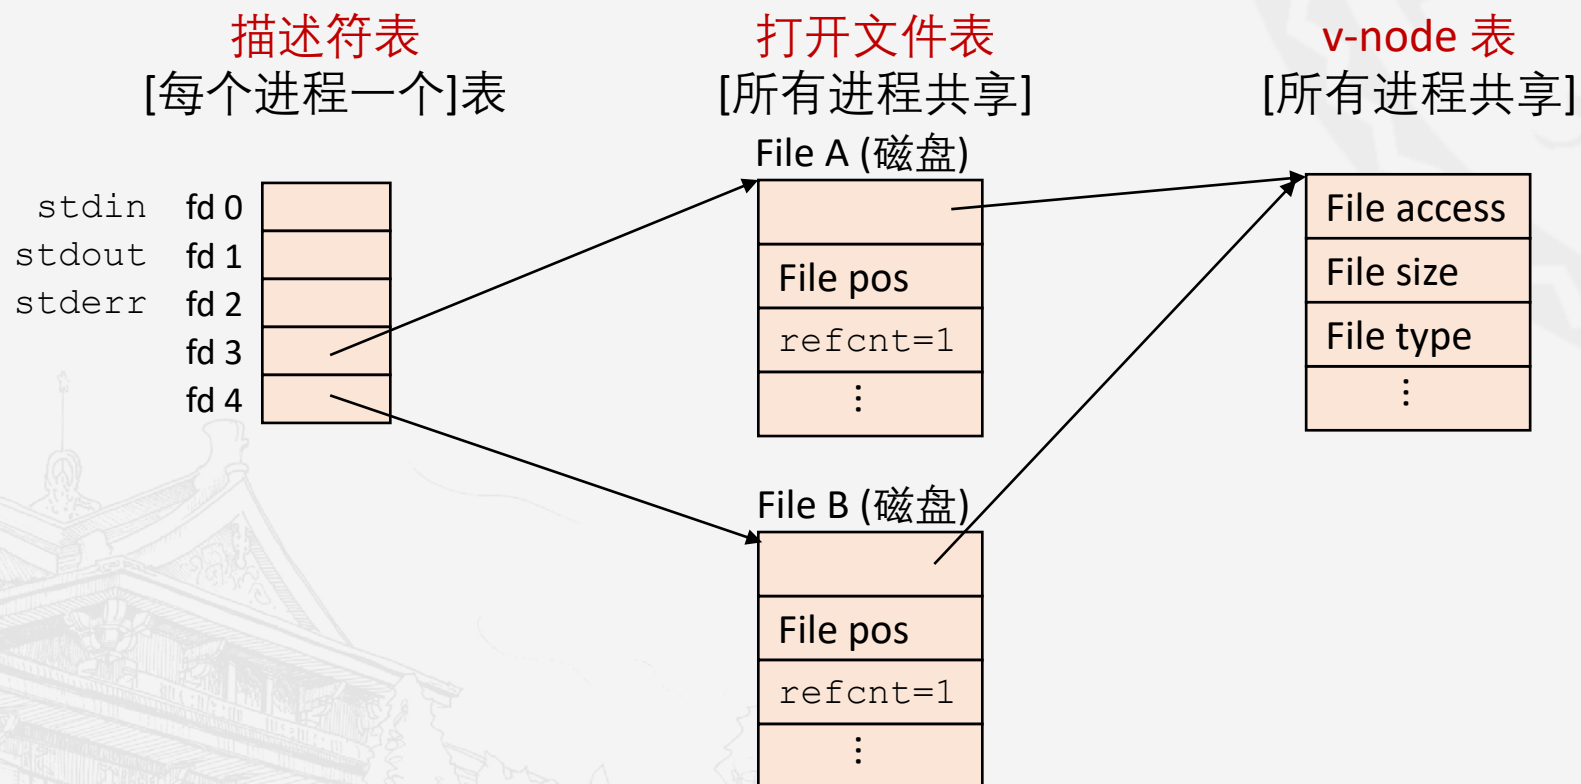 描述符表
[每个进程一个]表
打开文件表
[所有进程共享]
v-node 表
[所有进程共享]
stdin fd 0
stdout fd 1
stderr fd 2
fd 3
fd 4
File A (磁盘)
File pos
refcnt=1
⋮
File B (磁盘)
File pos
refcnt=1
⋮
File access
File size
File type
⋮